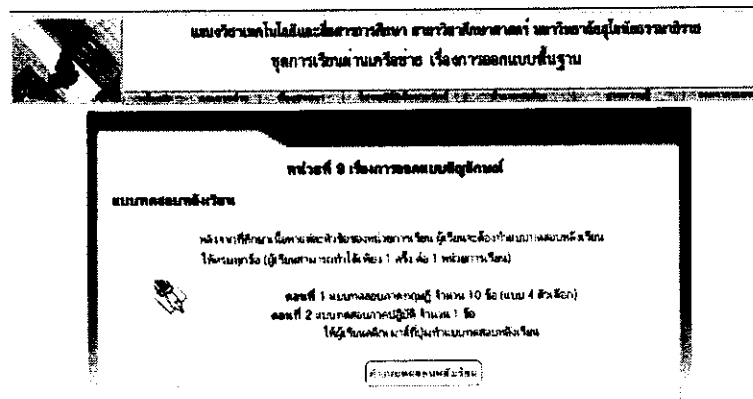 แขนงวิชาเทคโนโลยีและสื่อสารการศึกษา สาขาวิชาศึกษาศาสตร์ มหาวิทยาลัยสุโขทัยธรรมาธิราช
ชุดการเรียนผ่านเครือข่าย เรื่องการออกแบบพื้นฐาน
หน่วยที่ 9 เรื่องการออกแบบสัญลักษณ์
แบบทดสอบหลังเรียน
หลังจากที่ศึกษาเนื้อหาแต่ละหัวข้อของหน่วยการเรียน ผู้เรียนจะต้องทำแบบทดสอบหลังเรียน
ให้ครบทุกข้อ (ผู้เรียนสามารถทำได้เพียง 1 ครั้ง ต่อ 1 หน่วยการเรียน)
ตอนที่ 1 แบบทดสอบภาคทฤษฎี จำนวน 10 ข้อ (แบบ 4 ตัวเลือก)
ตอนที่ 2 แบบทดสอบภาคปฏิบัติ จำนวน 1 ข้อ
ให้ผู้เรียนคลิกเมาส์ที่ปุ่มทำแบบทดสอบหลังเรียน
ทำแบบทดสอบหลังเรียน